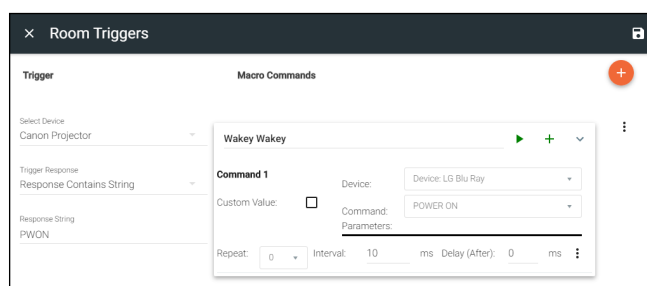 × Room Triggers
Trigger
Macro Commands
+
Select Device
Canon Projector
Trigger Response
Response Contains String
Response String
PWON
Wakey Wakey
+
Command 1
Custom Value:
Device:
Device: LG Blu Ray
Command:
POWER ON
Parameters:
Repeat: 0 Interval: 10 ms Delay (After): 0 ms